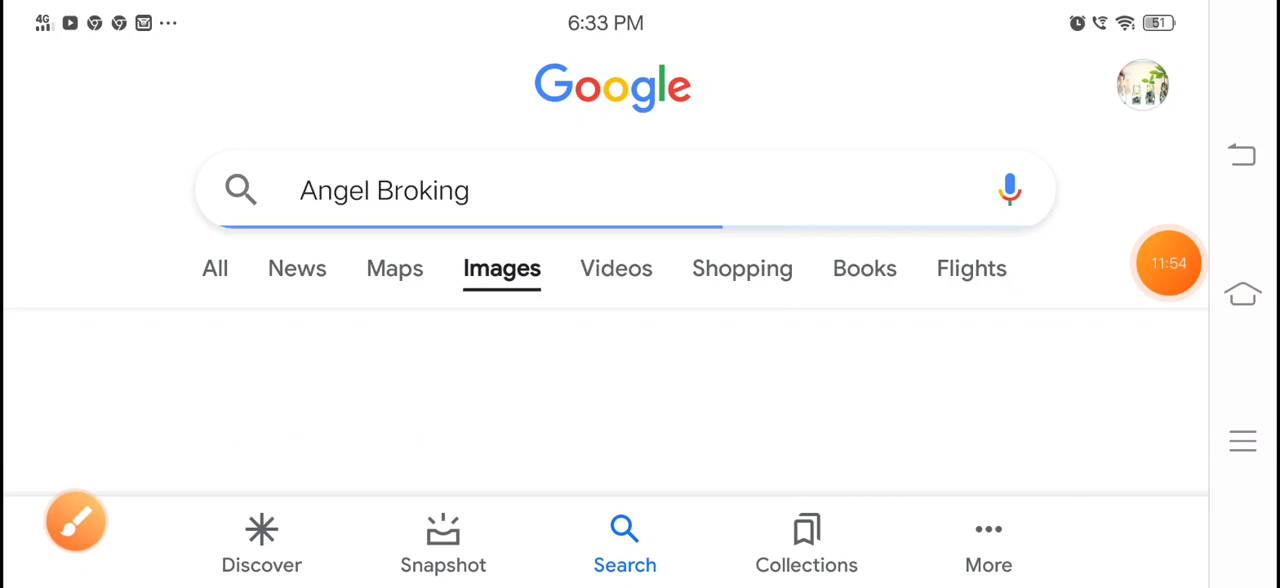 4G 6:33 PM 51
Google
Angel Broking
All News Maps Images Videos Shopping Books Flights
11:54
Discover Snapshot Search Collections More